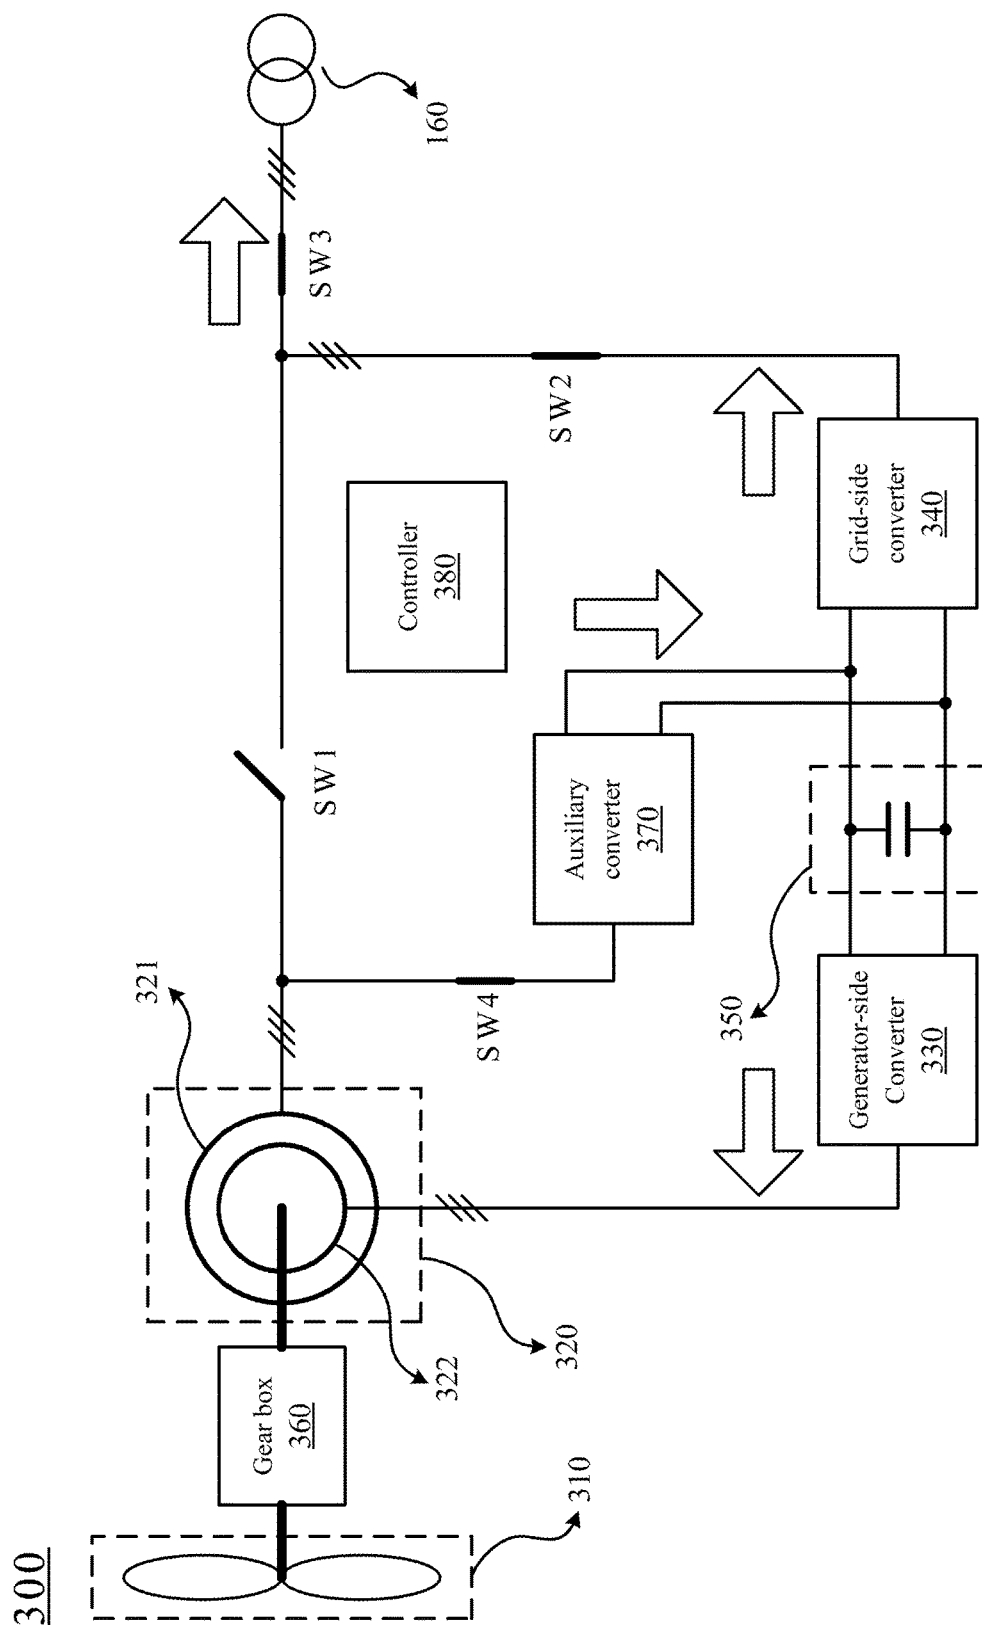 300
310
Gear box
360
320
322
321
SW4
SW1
SW3
160
SW2
Controller
380
Auxiliary
converter
370
350
Generator-side
Converter
330
Grid-side
converter
340